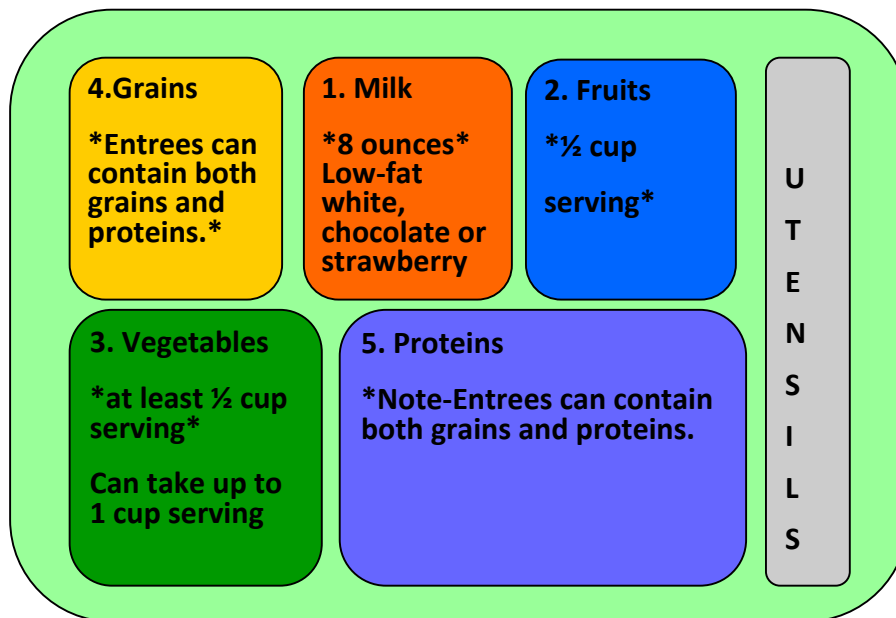 4.Grains
*Entrees can
contain both
grains and
proteins.*
1. Milk
*8 ounces*
Low-fat
white,
chocolate or
strawberry
2. Fruits
*½ cup
serving*
3. Vegetables
*at least ½ cup
serving*
Can take up to
1 cup serving
5. Proteins
*Note-Entrees can contain
both grains and proteins.
U
T
E
N
S
I
L
S